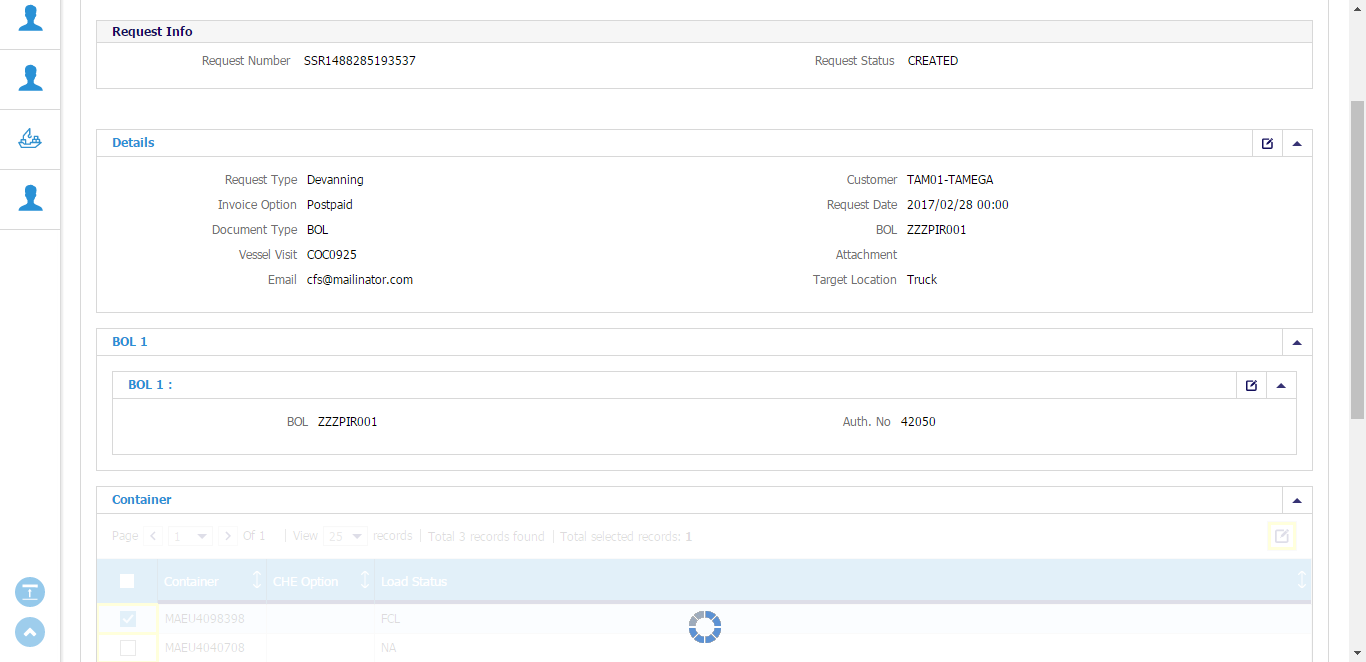 Request Info
Request Number SSR1488285193537 Request Status CREATED
Details
Request Type Devanning Customer TAM01-TAMEGA
Invoice Option Postpaid Request Date 2017/02/28 00:00
Document Type BOL BOL ZZZPIR001
Vessel Visit COC0925 Attachment
Email cfs@mailinator.com Target Location Truck
BOL 1
BOL 1 :
BOL ZZZPIR001 Auth. No 42050
Container
Page 1 Of 1 View 25 records Total 3 records found Total selected records: 1
Container CHE Option Load Status
MAEU4098398 FCL
MAEU4040708 NA